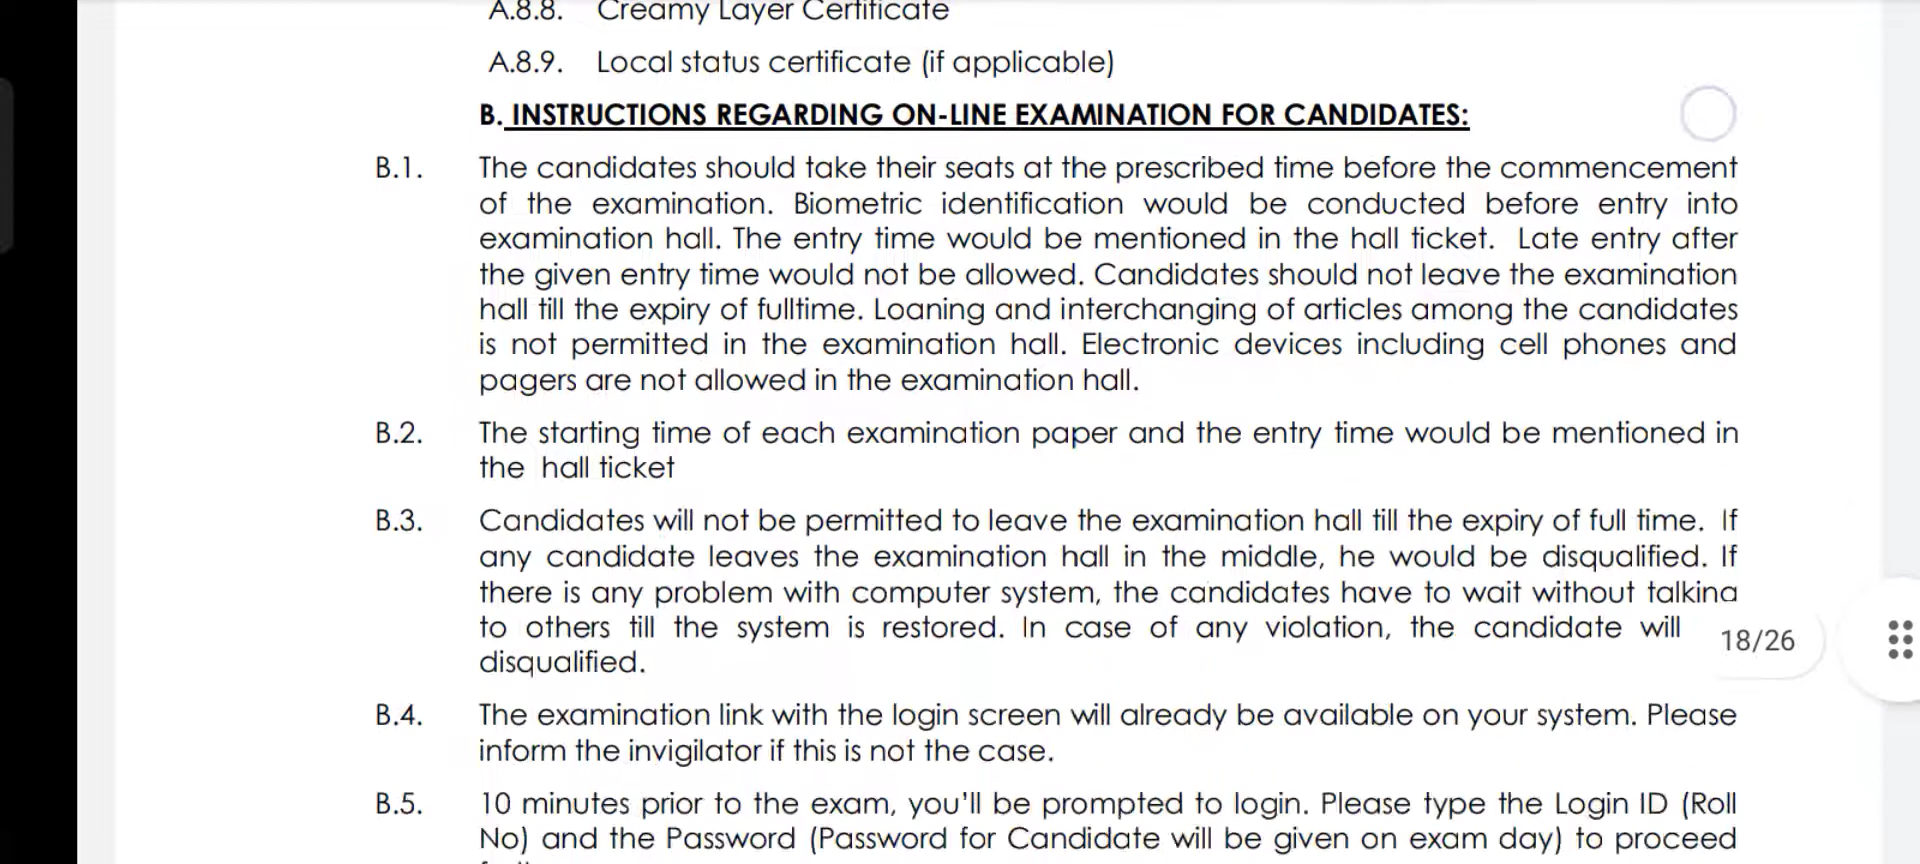 A.8.8. Creamy Layer Certificate
A.8.9. Local status certificate (if applicable)
B. INSTRUCTIONS REGARDING ON-LINE EXAMINATION FOR CANDIDATES:
B.1. The candidates should take their seats at the prescribed time before the commencement
of the examination. Biometric identification would be conducted before entry into
examination hall. The entry time would be mentioned in the hall ticket. Late entry after
the given entry time would not be allowed. Candidates should not leave the examination
hall till the expiry of fulltime. Loaning and interchanging of articles among the candidates
is not permitted in the examination hall. Electronic devices including cell phones and
pagers are not allowed in the examination hall.
B.2. The starting time of each examination paper and the entry time would be mentioned in
the hall ticket
B.3. Candidates will not be permitted to leave the examination hall till the expiry of full time. If
any candidate leaves the examination hall in the middle, he would be disqualified. If
there is any problem with computer system, the candidates have to wait without talking
to others till the system is restored. In case of any violation, the candidate will
disqualified.
18/26
B.4. The examination link with the login screen will already be available on your system. Please
inform the invigilator if this is not the case.
B.5. 10 minutes prior to the exam, you'll be prompted to login. Please type the Login ID (Roll
No) and the Password (Password for Candidate will be given on exam day) to proceed